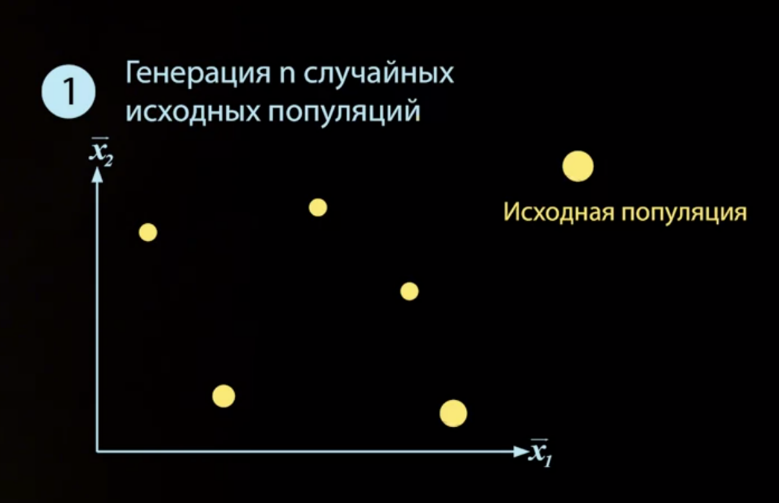 1
Генерация n случайных
исходных популяций
x̅₂
Исходная популяция
x̅₁